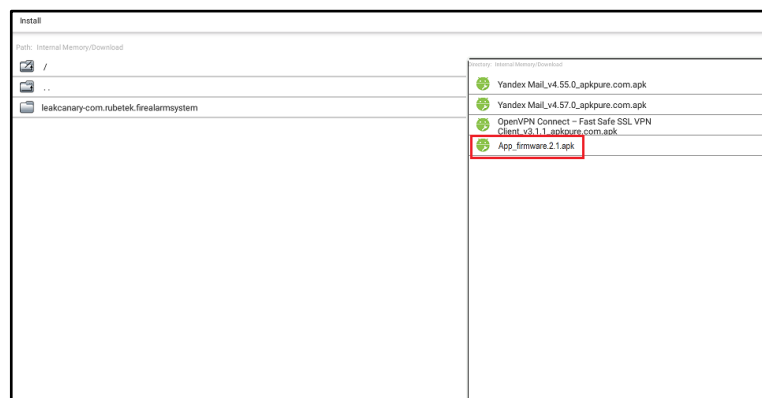 Install
Path: Internal Memory/Download
/
..
leakcanary-com.rubetek.firealarmsystem
Directory: Internal Memory/Download
Yandex Mail_v4.55.0_apkpure.com.apk
Yandex Mail_v4.57.0_apkpure.com.apk
OpenVPN Connect – Fast Safe SSL VPN
Client_v3.1.1_apkpure.com.apk
App_firmware.2.1.apk